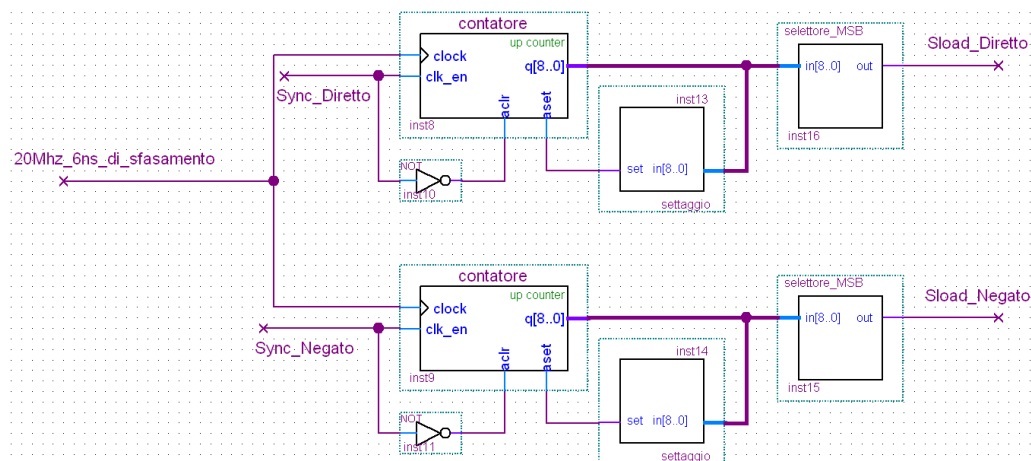 contatore
up counter
clock
clk_en
q[8..0]
aclr
aset
inst8
Sync_Diretto
20Mhz_6ns_di_sfasamento
NOT
inst10
inst13
set in[8..0]
settaggio
selettore_MSB
in[8..0] out
inst16
Sload_Diretto
contatore
up counter
clock
clk_en
q[8..0]
aclr
aset
inst9
Sync_Negato
NOT
inst11
inst14
set in[8..0]
settaggio
selettore_MSB
in[8..0] out
inst15
Sload_Negato